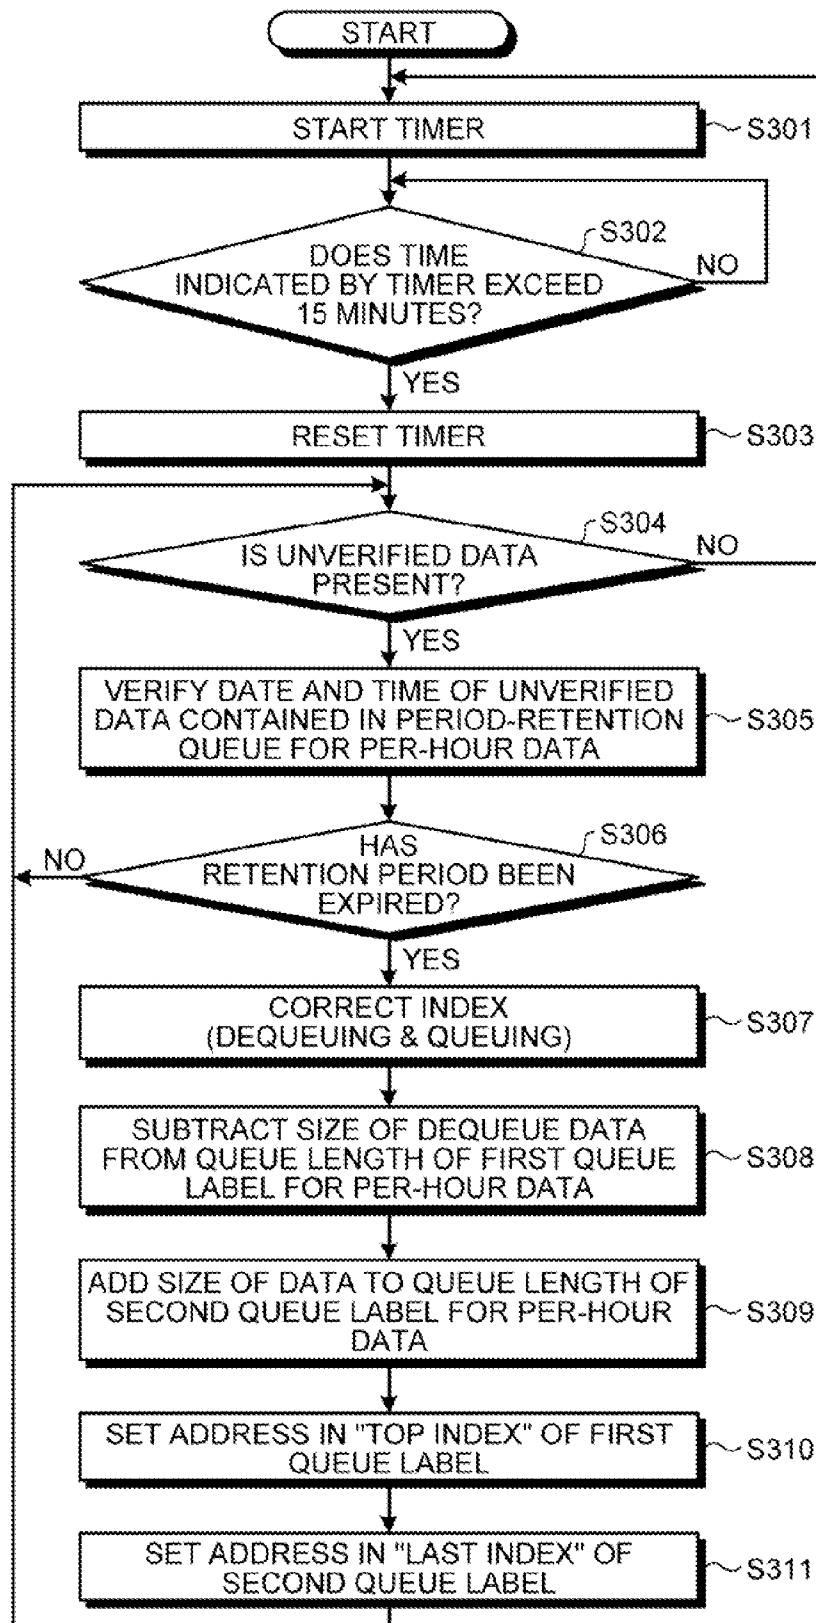 START
START TIMER
S301
S302
DOES TIME
INDICATED BY TIMER EXCEED
15 MINUTES?
NO
YES
RESET TIMER
S303
S304
IS UNVERIFIED DATA
PRESENT?
NO
YES
VERIFY DATE AND TIME OF UNVERIFIED
DATA CONTAINED IN PERIOD-RETENTION
QUEUE FOR PER-HOUR DATA
S305
S306
HAS
RETENTION PERIOD BEEN
EXPIRED?
NO
YES
CORRECT INDEX
(DEQUEUING & QUEUING)
S307
SUBTRACT SIZE OF DEQUEUE DATA
FROM QUEUE LENGTH OF FIRST QUEUE
LABEL FOR PER-HOUR DATA
S308
ADD SIZE OF DATA TO QUEUE LENGTH OF
SECOND QUEUE LABEL FOR PER-HOUR
DATA
S309
SET ADDRESS IN "TOP INDEX" OF FIRST
QUEUE LABEL
S310
SET ADDRESS IN "LAST INDEX" OF
SECOND QUEUE LABEL
S311